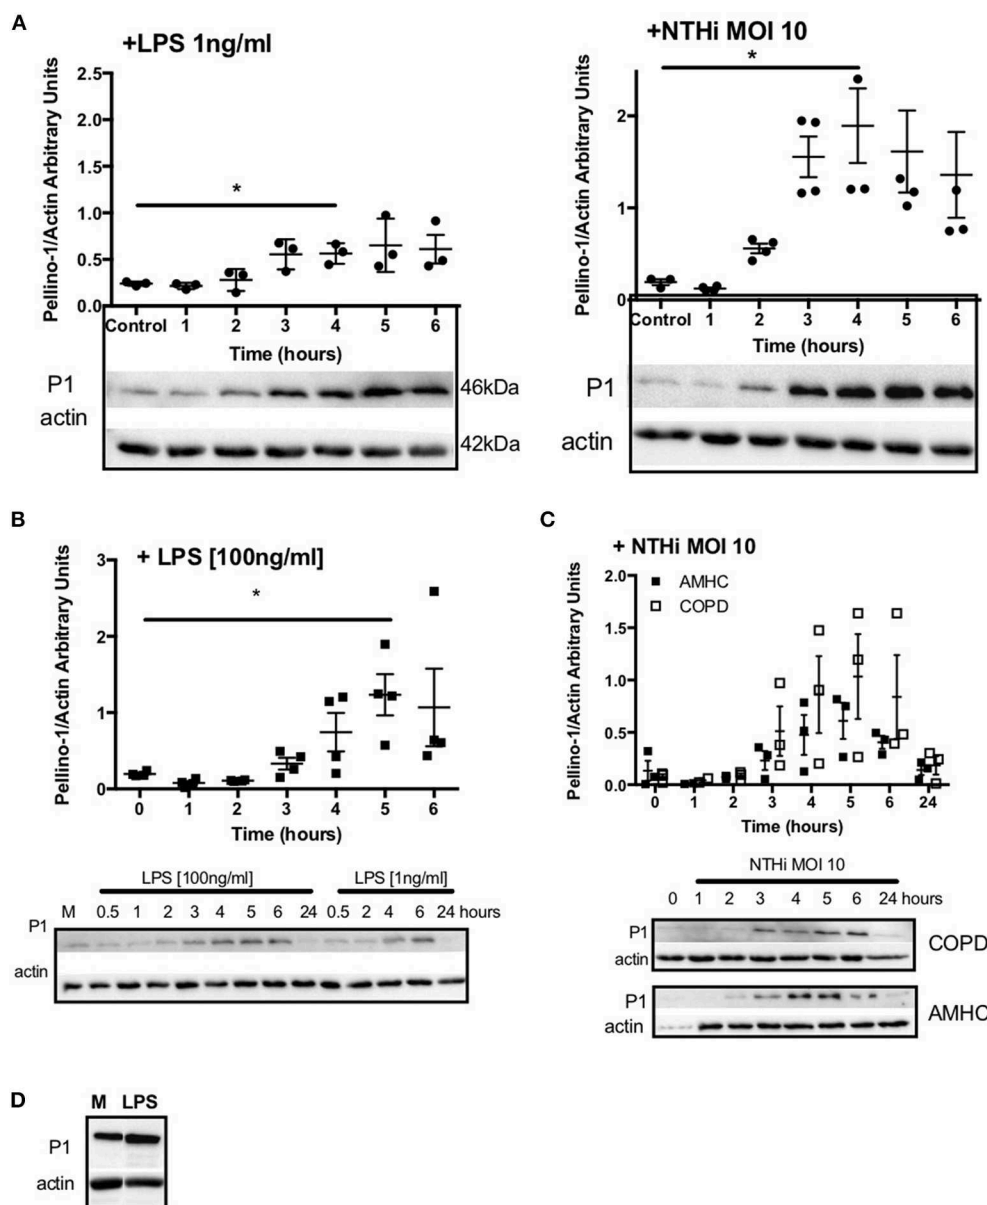 A
+LPS 1ng/ml
Pellino-1/Actin Arbitrary Units
2.5
2.0
1.5
1.0
0.5
0.0
*
Control 1 2 3 4 5 6
Time (hours)
P1
46kDa
actin
42kDa
+NTHi MOI 10
Pellino-1/Actin Arbitrary Units
2
1
0
*
Control 1 2 3 4 5 6
Time (hours)
P1
actin
B
+ LPS [100ng/ml]
Pellino-1/Actin Arbitrary Units
3
2
1
0
*
0 1 2 3 4 5 6
Time (hours)
LPS [100ng/ml] LPS [1ng/ml]
M 0.5 1 2 3 4 5 6 24 0.5 2 4 6 24 hours
P1
actin
C
+ NTHi MOI 10
Pellino-1/Actin Arbitrary Units
2.0
1.5
1.0
0.5
0.0
AMHC
COPD
0 1 2 3 4 5 6 24
Time (hours)
NTHi MOI 10
0 1 2 3 4 5 6 24 hours
P1
actin
COPD
P1
actin
AMHC
D
M LPS
P1
actin